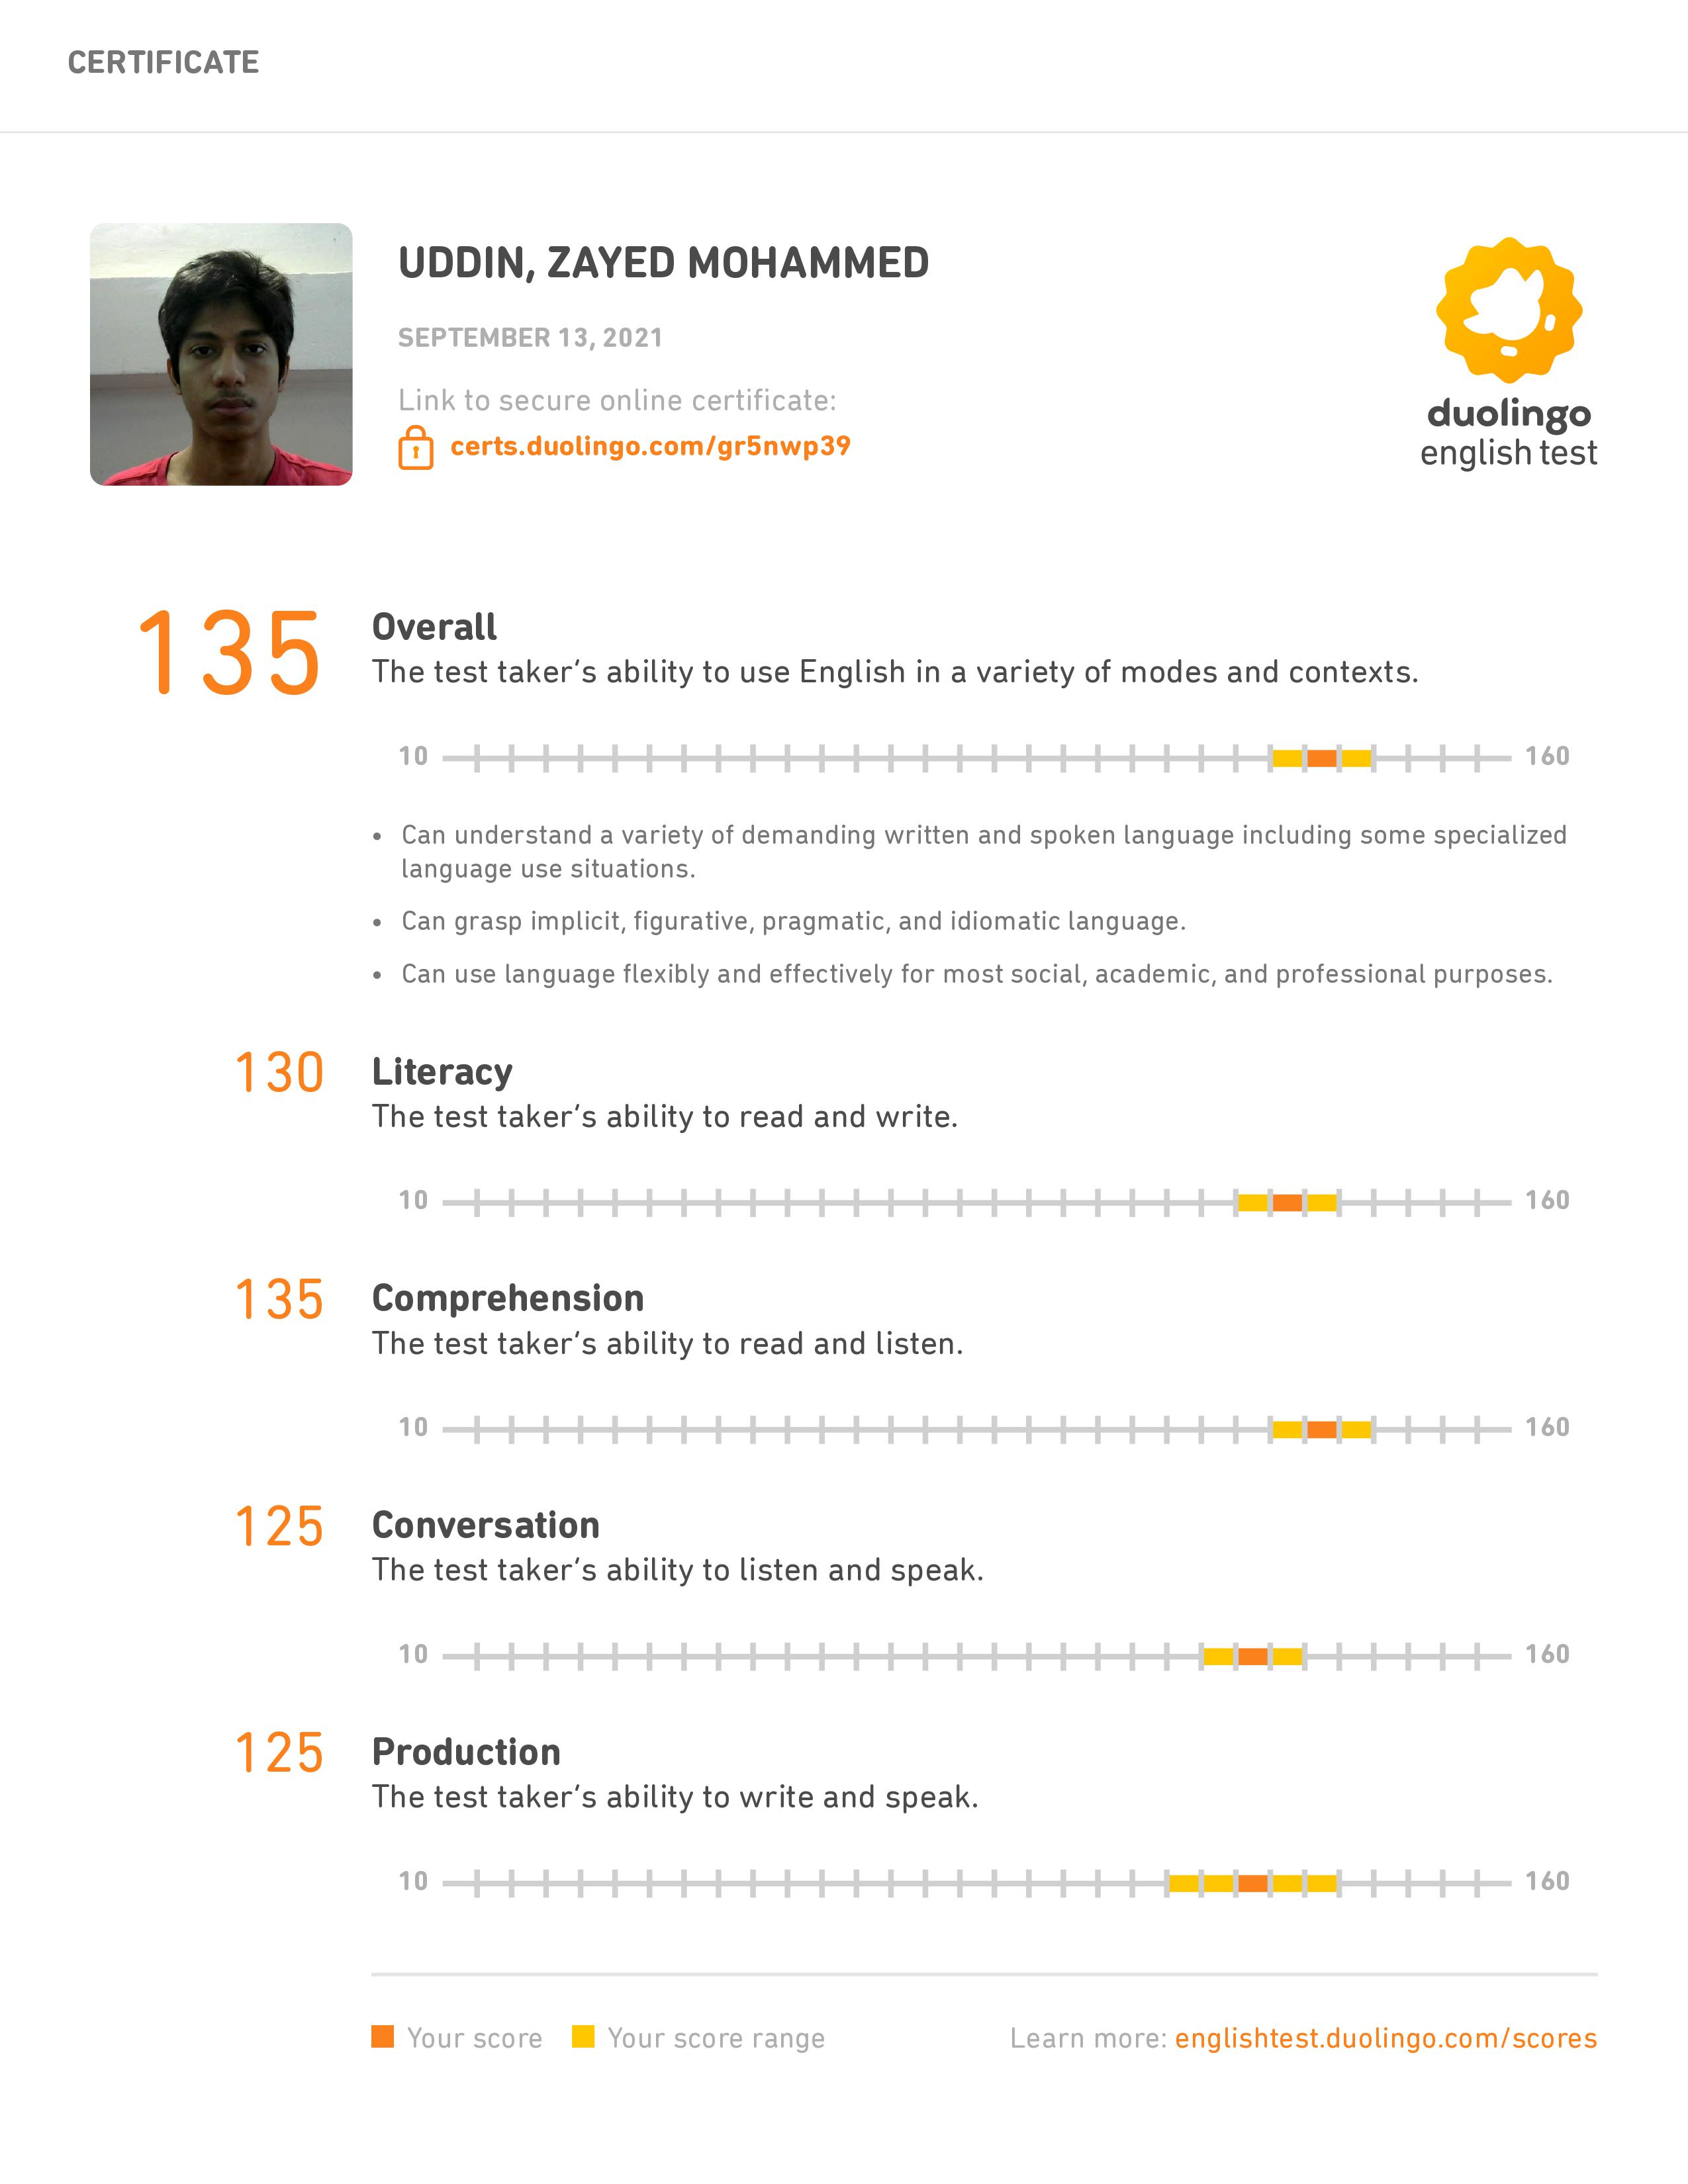 CERTIFICATE
UDDIN, ZAYED MOHAMMED
SEPTEMBER 13, 2021
Link to secure online certificate:
certs.duolingo.com/gr5nwp39
duolingo
english test
135
Overall
The test taker's ability to use English in a variety of modes and contexts.
10 160
• Can understand a variety of demanding written and spoken language including some specialized
language use situations.
• Can grasp implicit, figurative, pragmatic, and idiomatic language.
• Can use language flexibly and effectively for most social, academic, and professional purposes.
130
Literacy
The test taker's ability to read and write.
10 160
135
Comprehension
The test taker's ability to read and listen.
10 160
125
Conversation
The test taker's ability to listen and speak.
10 160
125
Production
The test taker's ability to write and speak.
10 160
Your score Your score range Learn more: englishtest.duolingo.com/scores